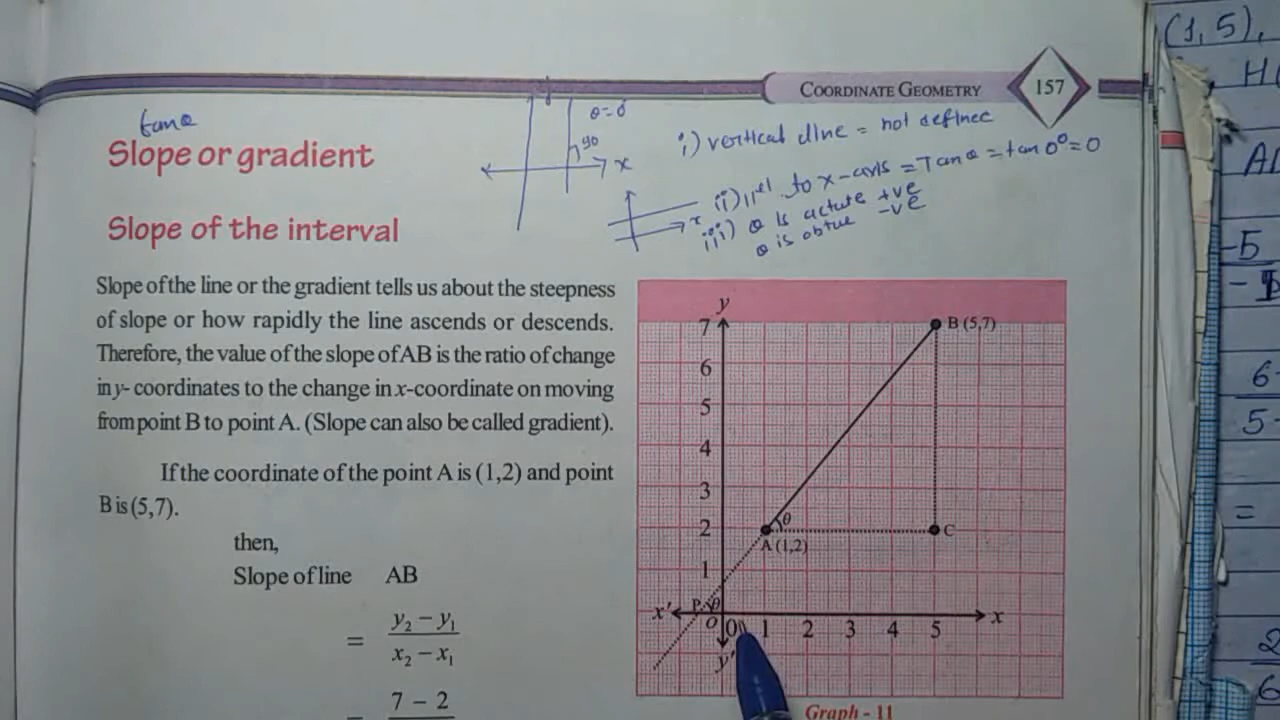 COORDINATE GEOMETRY 157
tanθ
Slope or gradient
y
θ=0
90
x
i) vertical line = not defined
ii) ||el to x-axis = Tanθ = tan0°=0
x
iii) θ is actute +ve
θ is obtue -ve
Slope of the interval
Slope of the line or the gradient tells us about the steepness
of slope or how rapidly the line ascends or descends.
Therefore, the value of the slope of AB is the ratio of change
in y- coordinates to the change in x-coordinate on moving
from point B to point A. (Slope can also be called gradient).
If the coordinate of the point A is (1,2) and point
B is (5,7).
then,
Slope of line AB
= y₂ – y₁
x₂ – x₁
7 – 2
y
7
B (5,7)
6
5
4
3
2
θ
A (1,2)
C
1
x'
P
θ
O
0
1 2 3 4 5
x
y'
Graph - 11
(1,5),
H
A
-5
6-
5-
=
2
6